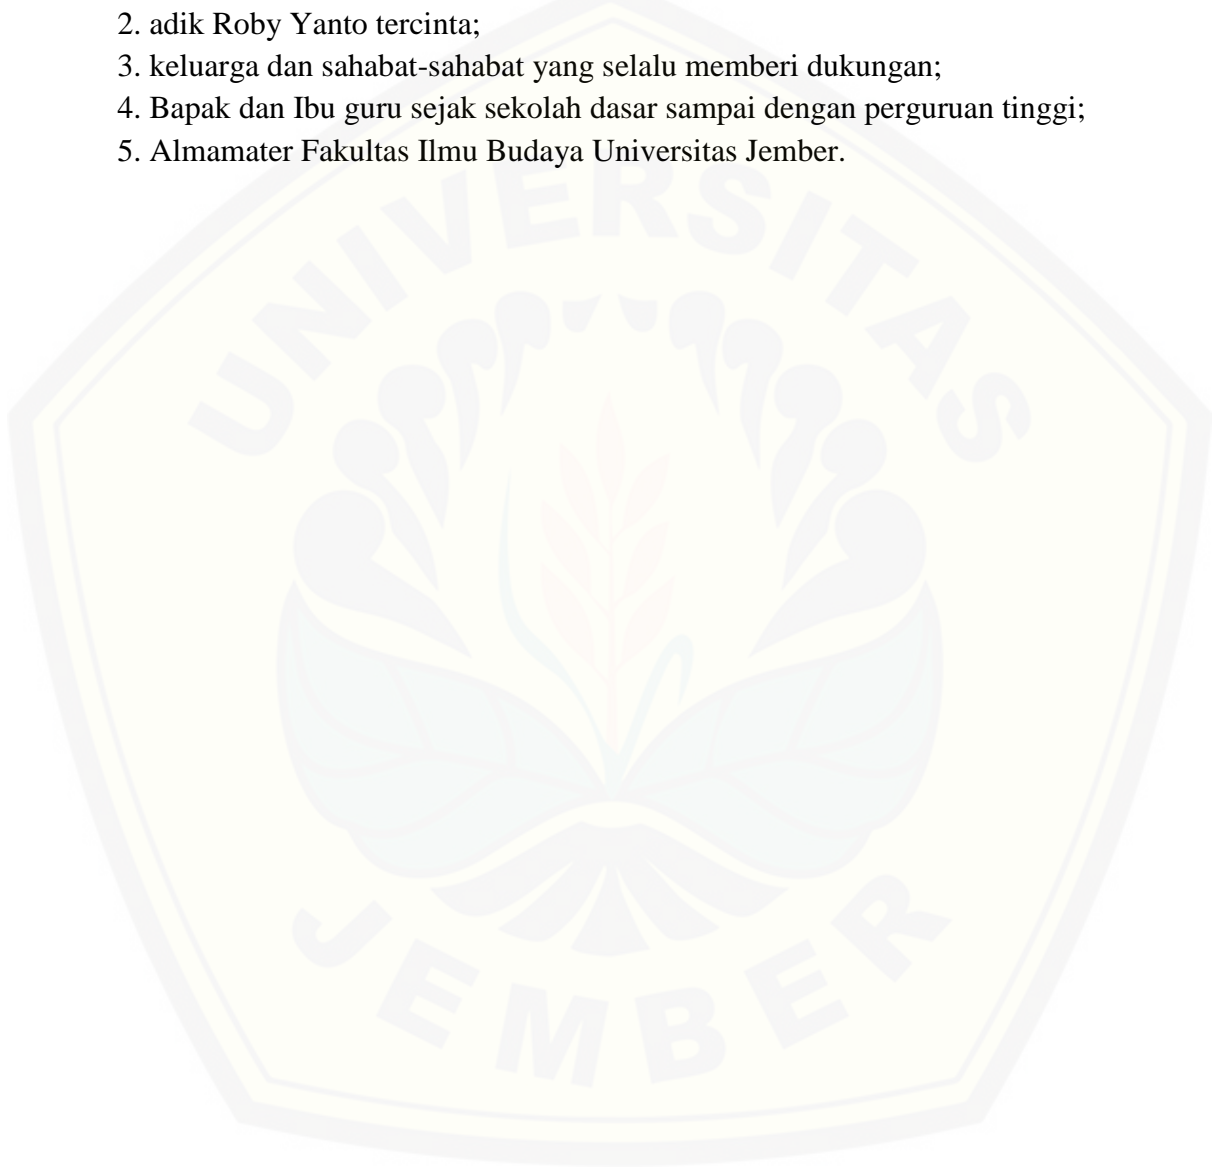 2. adik Roby Yanto tercinta;
3. keluarga dan sahabat-sahabat yang selalu memberi dukungan;
4. Bapak dan Ibu guru sejak sekolah dasar sampai dengan perguruan tinggi;
5. Almamater Fakultas Ilmu Budaya Universitas Jember.
UNIVERSITAS
JEMBER